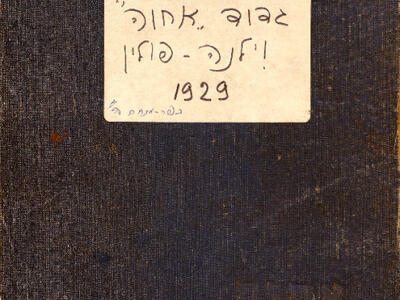 גדוד "אחוה"
וילנה - פולין
1929